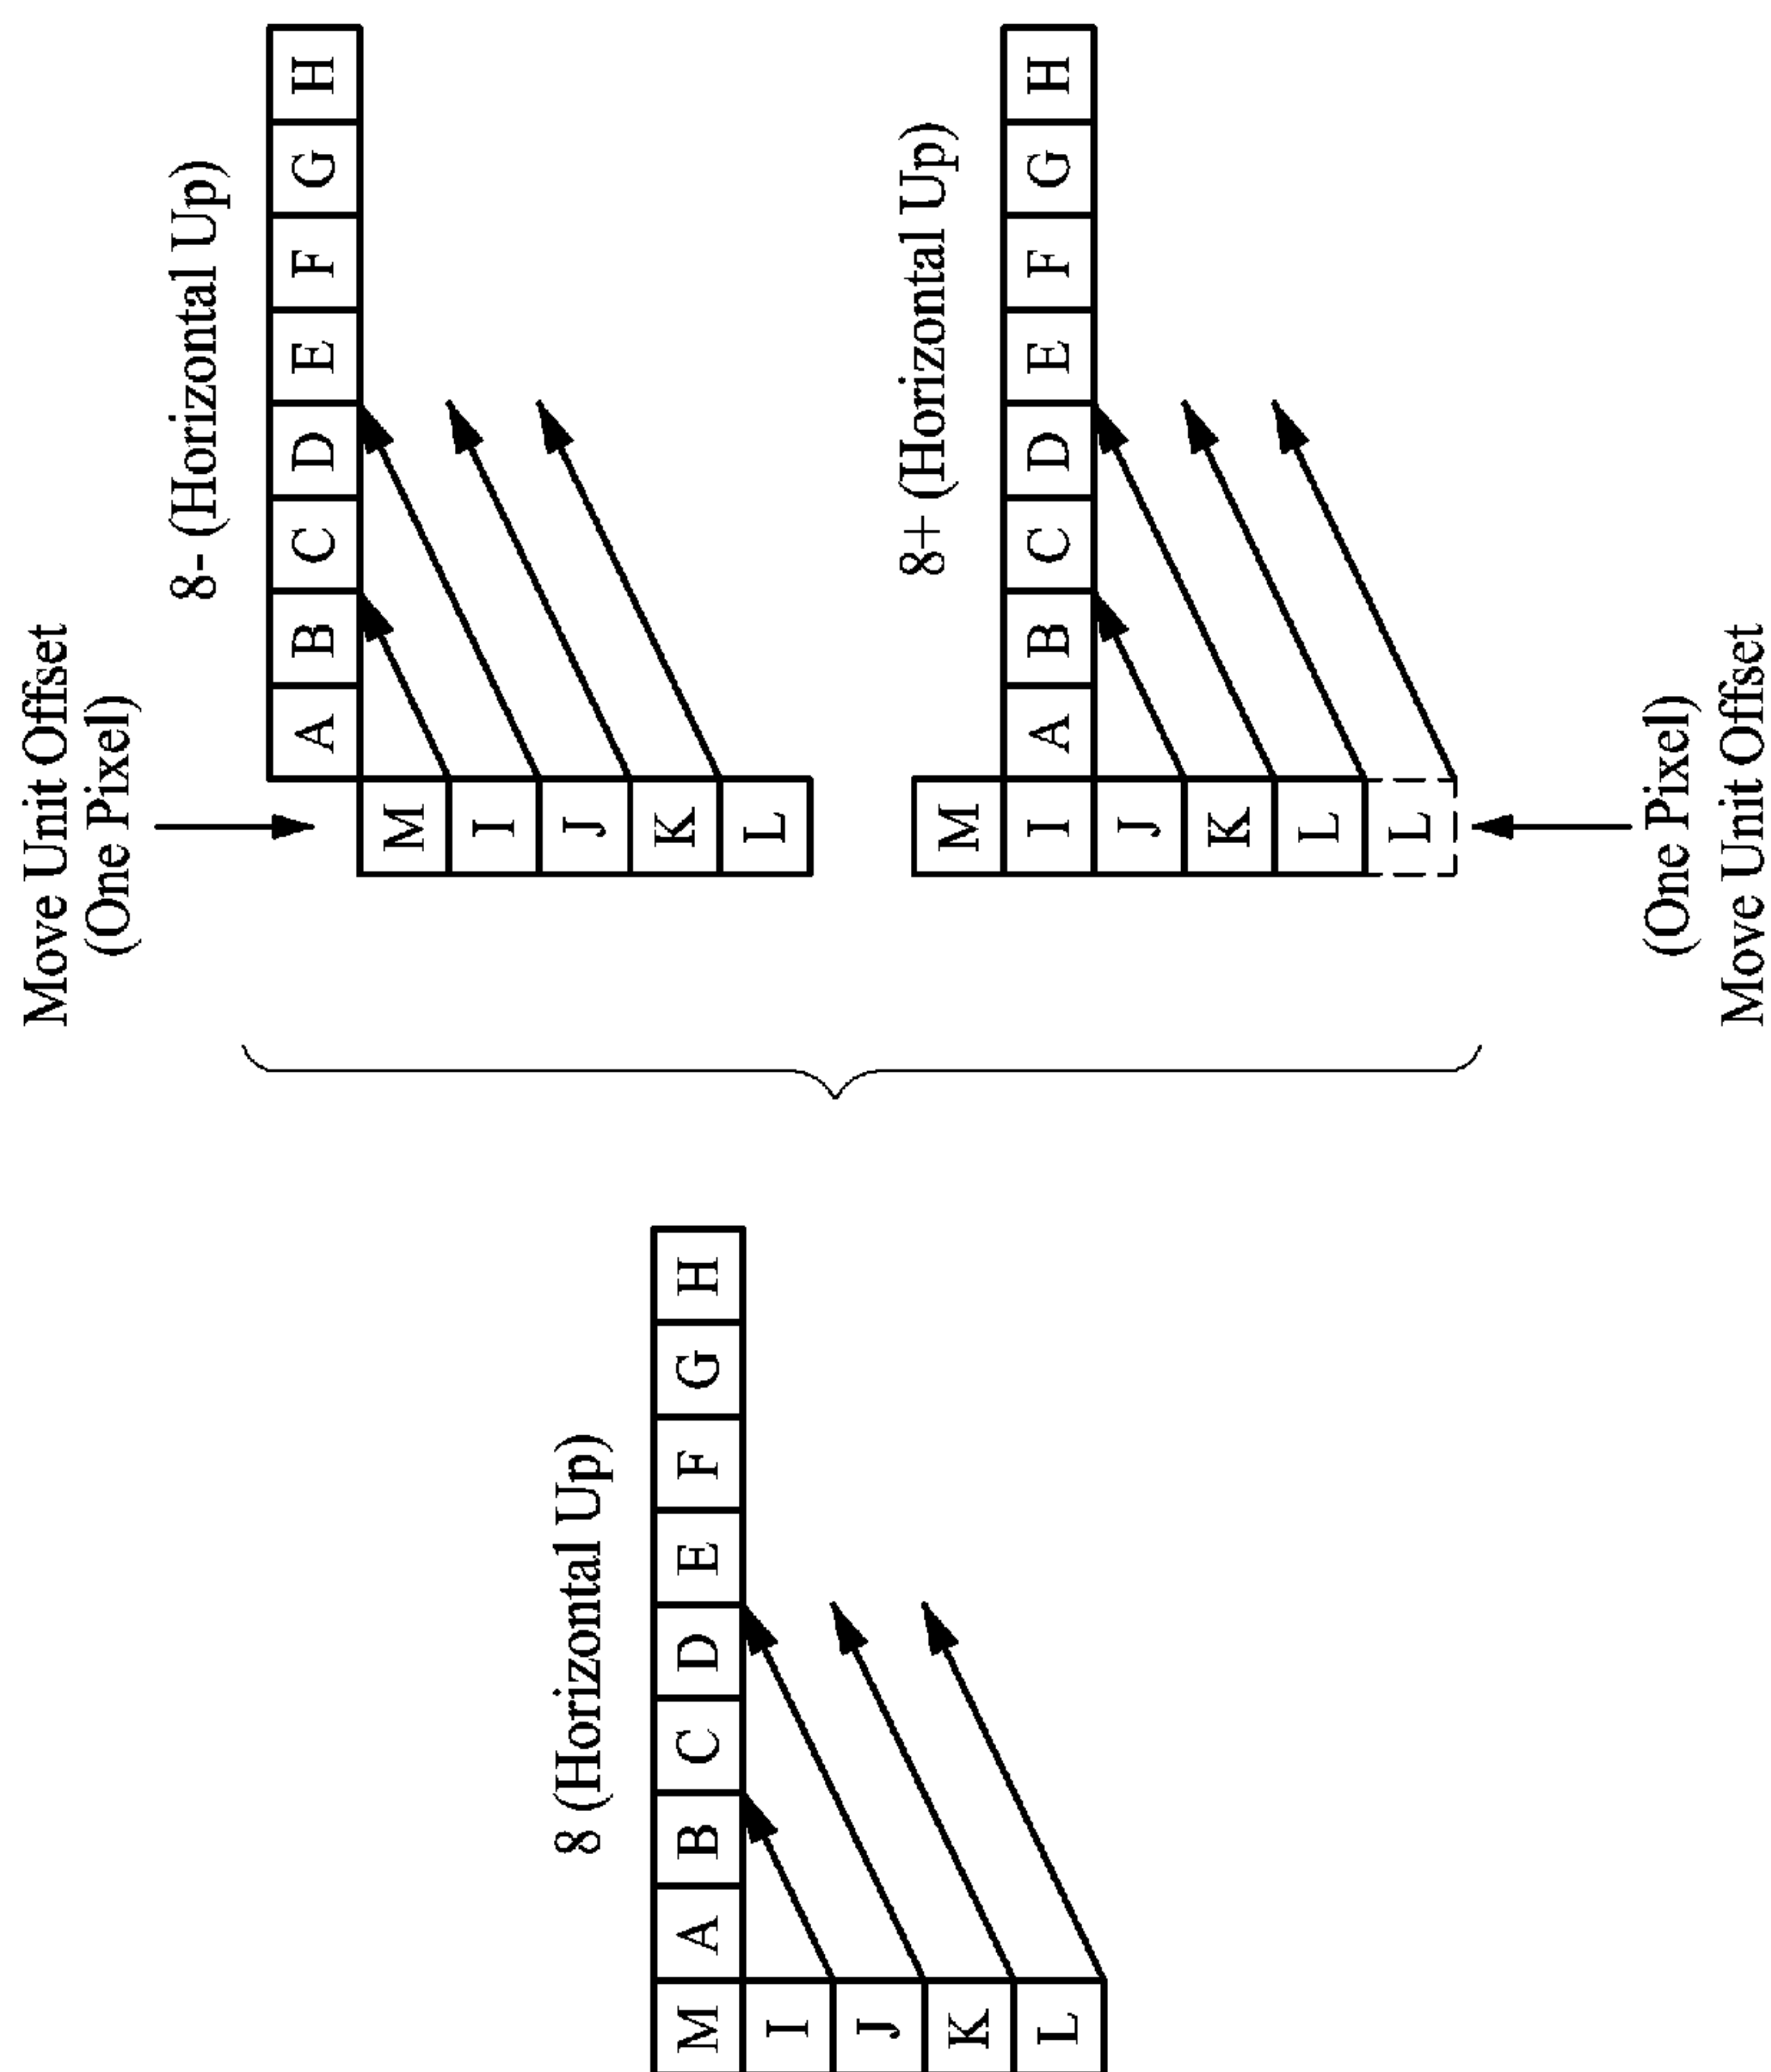 8 (Horizontal Up)
M A B C D E F G H
I
J
K
L
Move Unit Offset
(One Pixel)
8- (Horizontal Up)
A B C D E F G H
M
I
J
K
L
8+ (Horizontal Up)
M
I A B C D E F G H
J
K
L
L
(One Pixel)
Move Unit Offset